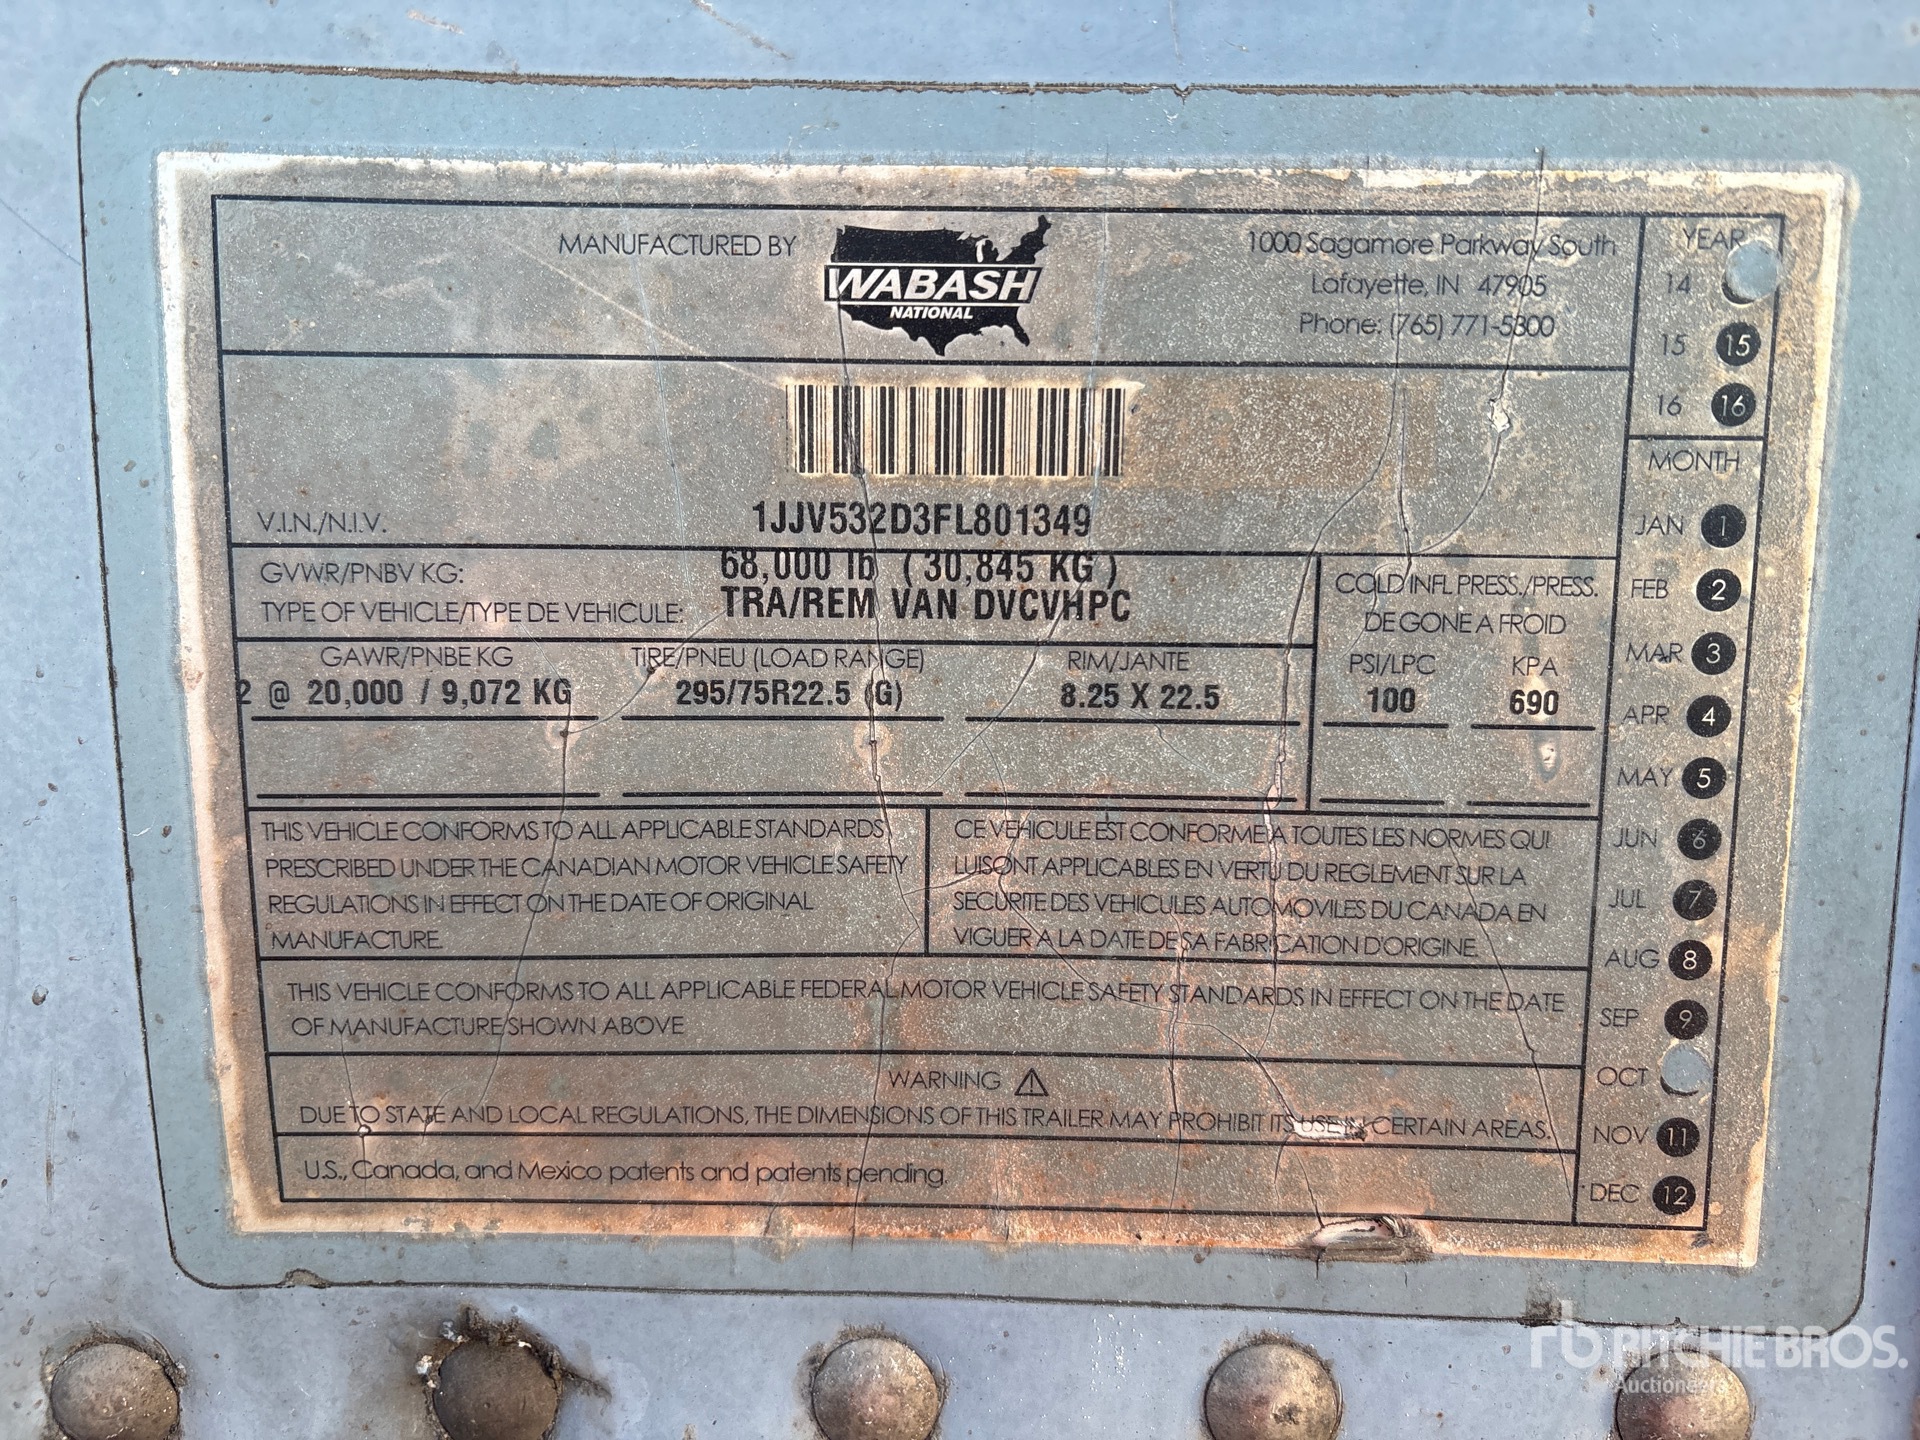 MANUFACTURED BY
WABASH
NATIONAL
1000 Sagamore Parkway South
Lafayette, IN 47905
Phone: (765) 771-5300
V.I.N./N.I.V.
1JJV532D3FL801349
GVWR/PNBV KG:
68,000 lb ( 30,845 KG )
TYPE OF VEHICLE/TYPE DE VEHICULE:
TRA/REM VAN DVCVHPC
COLD INFL PRESS./PRESS.
DE GONE A FROID
GAWR/PNBE KG
TIRE/PNEU (LOAD RANGE)
RIM/JANTE
PSI/LPC
KPA
2 @ 20,000 / 9,072 KG
295/75R22.5 (G)
8.25 X 22.5
100
690
THIS VEHICLE CONFORMS TO ALL APPLICABLE STANDARDS
PRESCRIBED UNDER THE CANADIAN MOTOR VEHICLE SAFETY
REGULATIONS IN EFFECT ON THE DATE OF ORIGINAL
MANUFACTURE.
CE VEHICULE EST CONFORME A TOUTES LES NORMES QUI
LUISONT APPLICABLES EN VERTU DU REGLEMENT SUR LA
SECURITE DES VEHICULES AUTOMOVILES DU CANADA EN
VIGUER A LA DATE DE SA FABRICATION D'ORIGINE.
THIS VEHICLE CONFORMS TO ALL APPLICABLE FEDERAL MOTOR VEHICLE SAFETY STANDARDS IN EFFECT ON THE DATE
OF MANUFACTURE SHOWN ABOVE
WARNING
DUE TO STATE AND LOCAL REGULATIONS, THE DIMENSIONS OF THIS TRAILER MAY PROHIBIT ITS USE IN CERTAIN AREAS.
U.S., Canada, and Mexico patents and patents pending.
YEAR
14
15 15
16 16
MONTH
JAN 1
FEB 2
MAR 3
APR 4
MAY 5
JUN 6
JUL 7
AUG 8
SEP 9
OCT
NOV 11
DEC 12
rb RITCHIE BROS.
Auctioneers